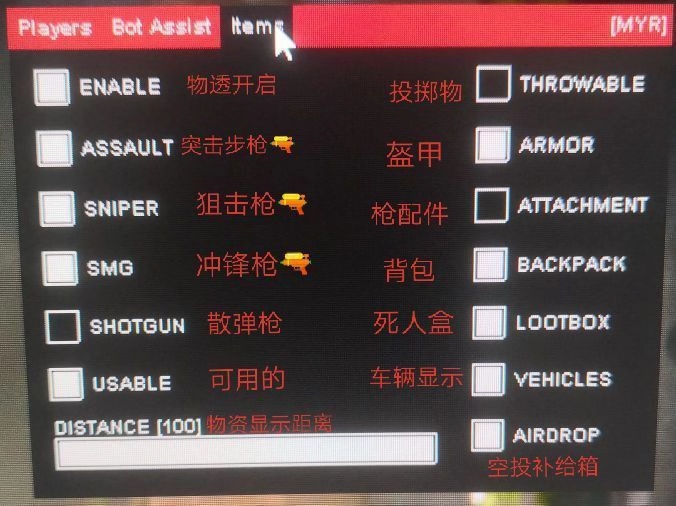 Players Bot Assist Items [MYR]
ENABLE 物透开启 投掷物 THROWABLE
ASSAULT 突击步枪 盔甲 ARMOR
SNIPER 狙击枪 枪配件 ATTACHMENT
SMG 冲锋枪 背包 BACKPACK
SHOTGUN 散弹枪 死人盒 LOOTBOX
USABLE 可用的 车辆显示 VEHICLES
DISTANCE [100] 物资显示距离 AIRDROP
空投补给箱